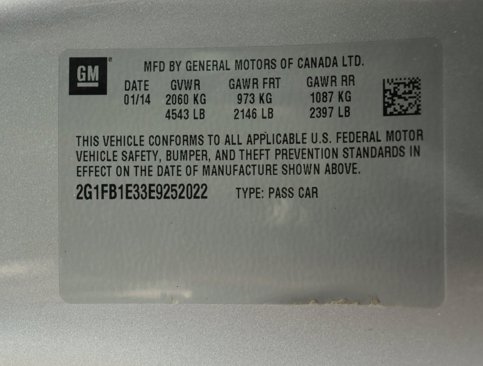 GM
MFD BY GENERAL MOTORS OF CANADA LTD.
DATE GVWR GAWR FRT GAWR RR
01/14 2060 KG 973 KG 1087 KG
4543 LB 2146 LB 2397 LB
THIS VEHICLE CONFORMS TO ALL APPLICABLE U.S. FEDERAL MOTOR
VEHICLE SAFETY, BUMPER, AND THEFT PREVENTION STANDARDS IN
EFFECT ON THE DATE OF MANUFACTURE SHOWN ABOVE.
2G1FB1E33E9252022 TYPE: PASS CAR